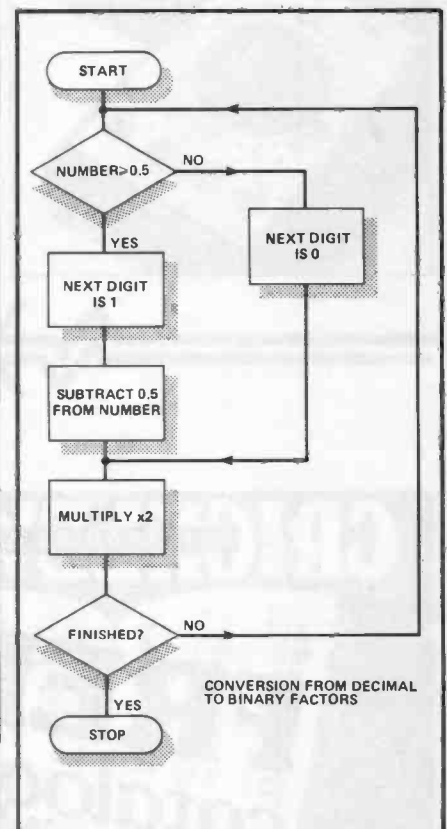 START
NUMBER≥0.5
NO
YES
NEXT DIGIT
IS 0
NEXT DIGIT
IS 1
SUBTRACT 0.5
FROM NUMBER
MULTIPLY x2
FINISHED?
NO
YES
CONVERSION FROM DECIMAL
TO BINARY FACTORS
STOP